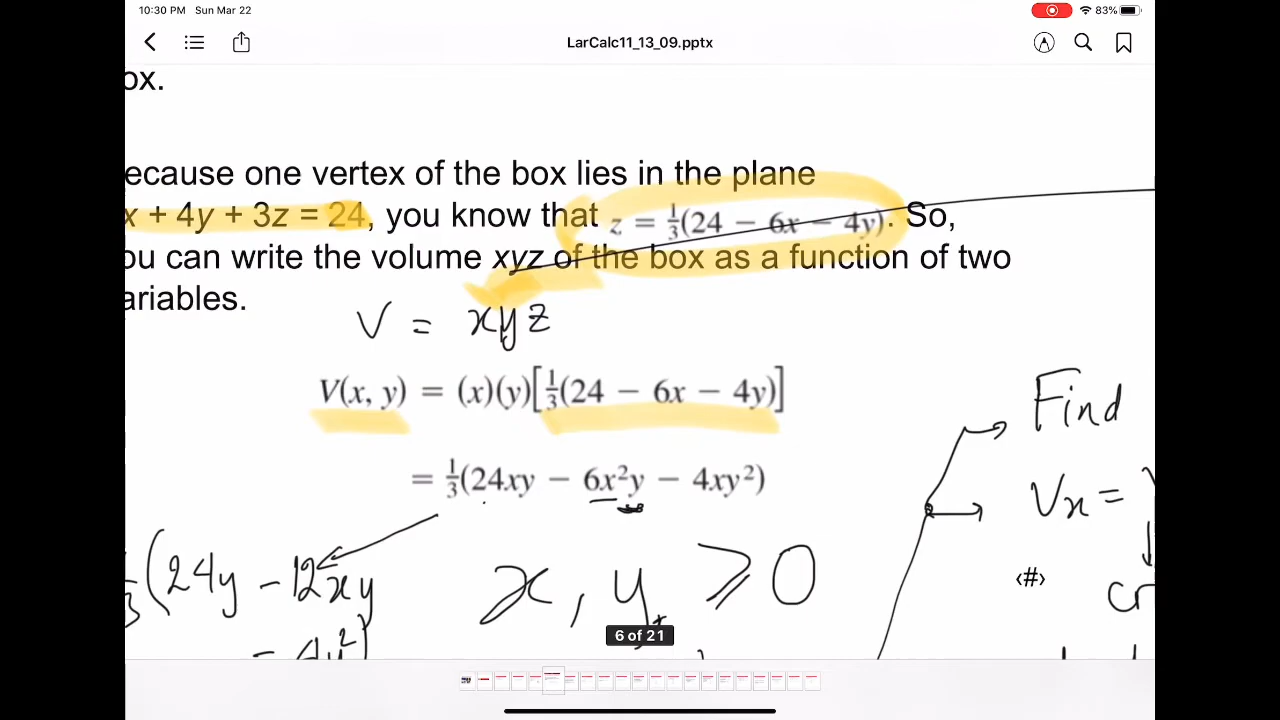 10:30 PM Sun Mar 22
83%
LarCalc11_13_09.pptx
ox.
ecause one vertex of the box lies in the plane
x + 4y + 3z = 24, you know that z = 1/3(24 − 6x − 4y). So,
ou can write the volume xyz of the box as a function of two
ariables.
V = xyz
V(x, y) = (x)(y)[1/3(24 − 6x − 4y)]
= 1/3(24xy − 6x²y − 4xy²)
Find
Vx =
(24y − 12xy
− 4y²)
x, y ≥ 0
‹#›
cr
6 of 21